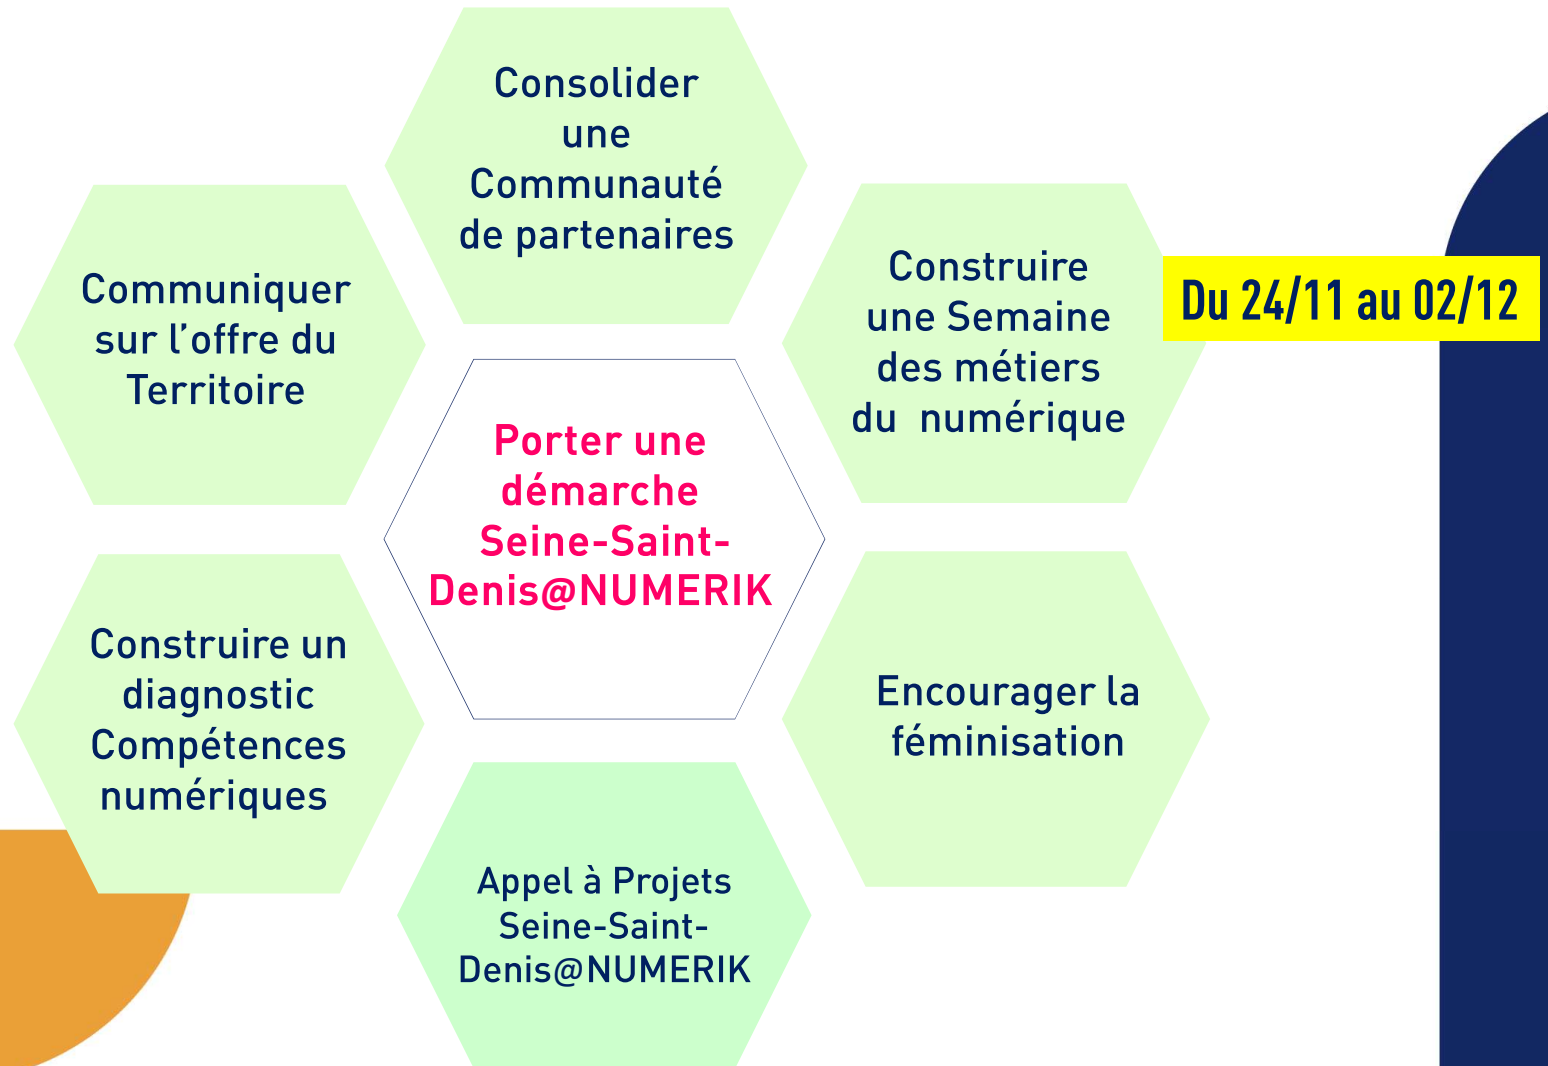 Consolider
une
Communauté
de partenaires
Communiquer
sur l’offre du
Territoire
Construire
une Semaine
des métiers
du numérique
Du 24/11 au 02/12
Porter une
démarche
Seine-Saint-
Denis@NUMERIK
Construire un
diagnostic
Compétences
numériques
Encourager la
féminisation
Appel à Projets
Seine-Saint-
Denis@NUMERIK